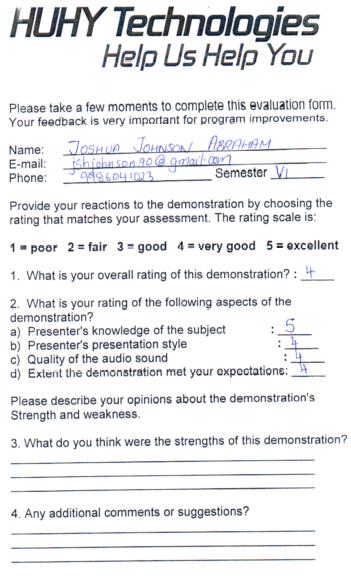 HUHY Technologies
Help Us Help You
Please take a few moments to complete this evaluation form.
Your feedback is very important for program improvements.
Name: JOSHUA JOHNSON ABRAHAM
E-mail: jshjohnson90@gmail.com
Phone: 9986041023 Semester VI
Provide your reactions to the demonstration by choosing the
rating that matches your assessment. The rating scale is:
1 = poor 2 = fair 3 = good 4 = very good 5 = excellent
1. What is your overall rating of this demonstration? : 4
2. What is your rating of the following aspects of the
demonstration?
a) Presenter's knowledge of the subject : 5
b) Presenter's presentation style : 4
c) Quality of the audio sound : 4
d) Extent the demonstration met your expectations: 4
Please describe your opinions about the demonstration's
Strength and weakness.
3. What do you think were the strengths of this demonstration?
4. Any additional comments or suggestions?